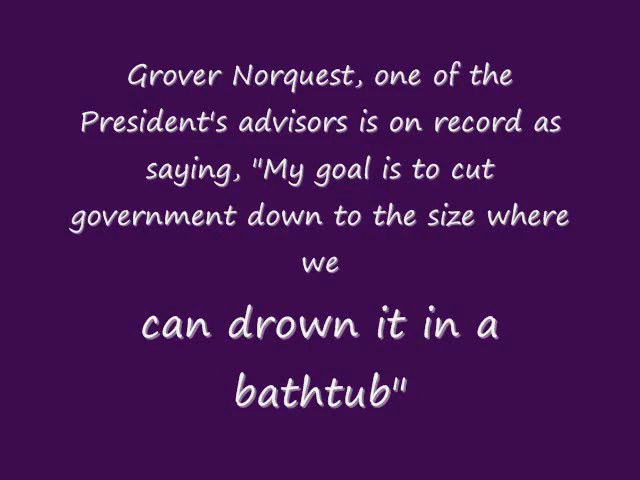 Grover Norquest, one of the
President's advisors is on record as
saying, "My goal is to cut
government down to the size where
we
can drown it in a
bathtub"